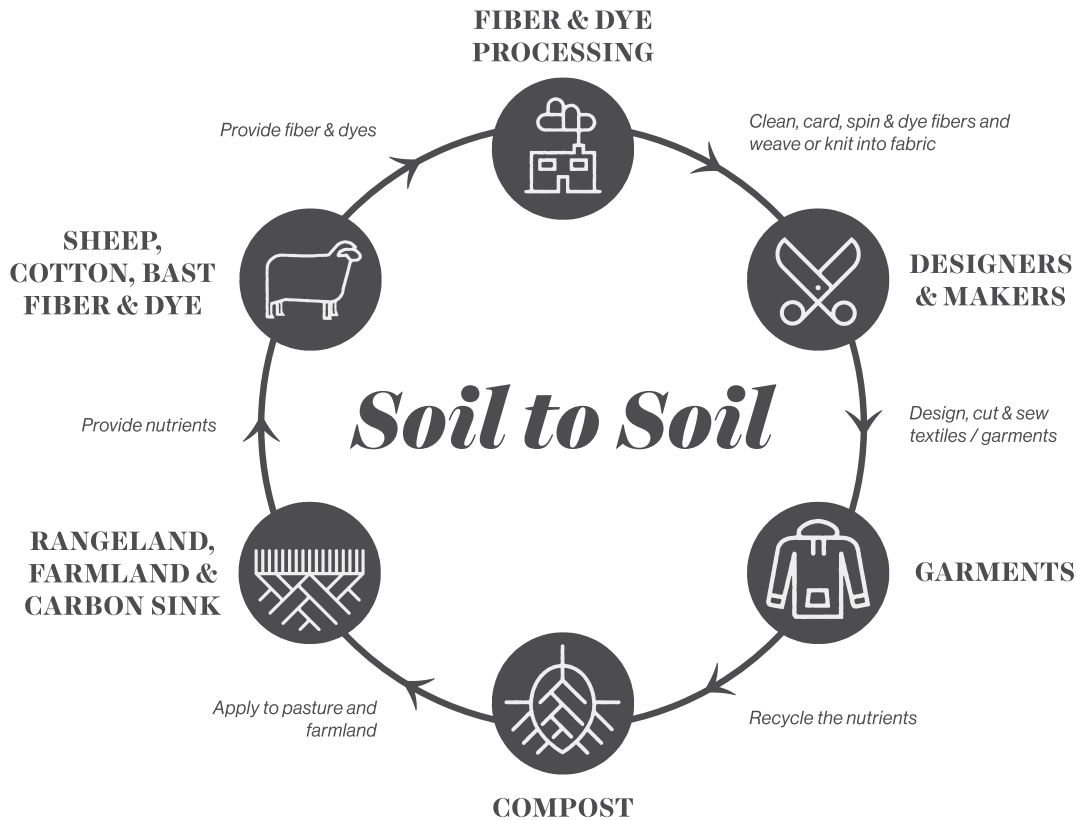 FIBER & DYE
PROCESSING
Provide fiber & dyes
Clean, card, spin & dye fibers and
weave or knit into fabric
SHEEP,
COTTON, BAST
FIBER & DYE
DESIGNERS
& MAKERS
Soil to Soil
Provide nutrients
Design, cut & sew
textiles / garments
RANGELAND,
FARMLAND &
CARBON SINK
GARMENTS
Apply to pasture and
farmland
Recycle the nutrients
COMPOST